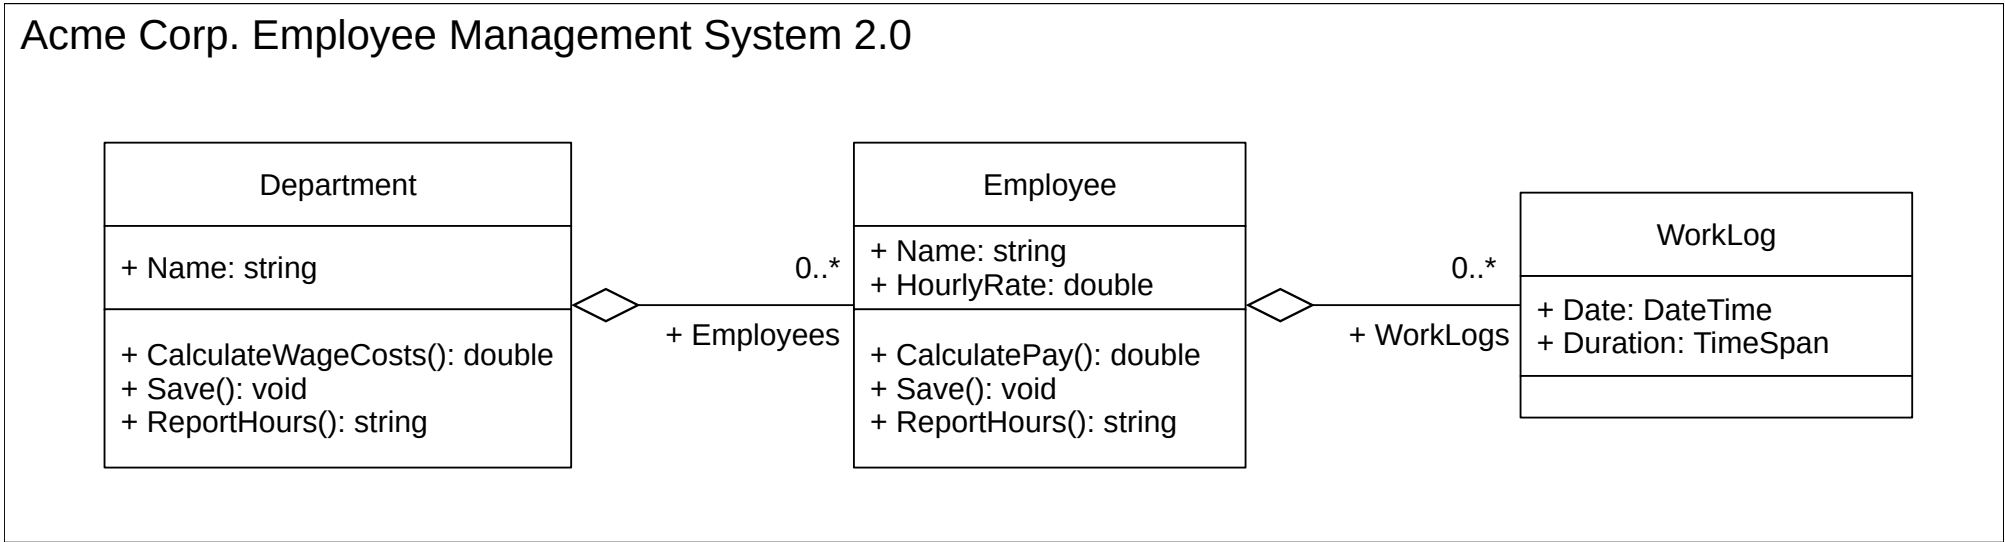 Acme Corp. Employee Management System 2.0
Department
+ Name: string
+ CalculateWageCosts(): double
+ Save(): void
+ ReportHours(): string
0..*
+ Employees
Employee
+ Name: string
+ HourlyRate: double
+ CalculatePay(): double
+ Save(): void
+ ReportHours(): string
0..*
+ WorkLogs
WorkLog
+ Date: DateTime
+ Duration: TimeSpan